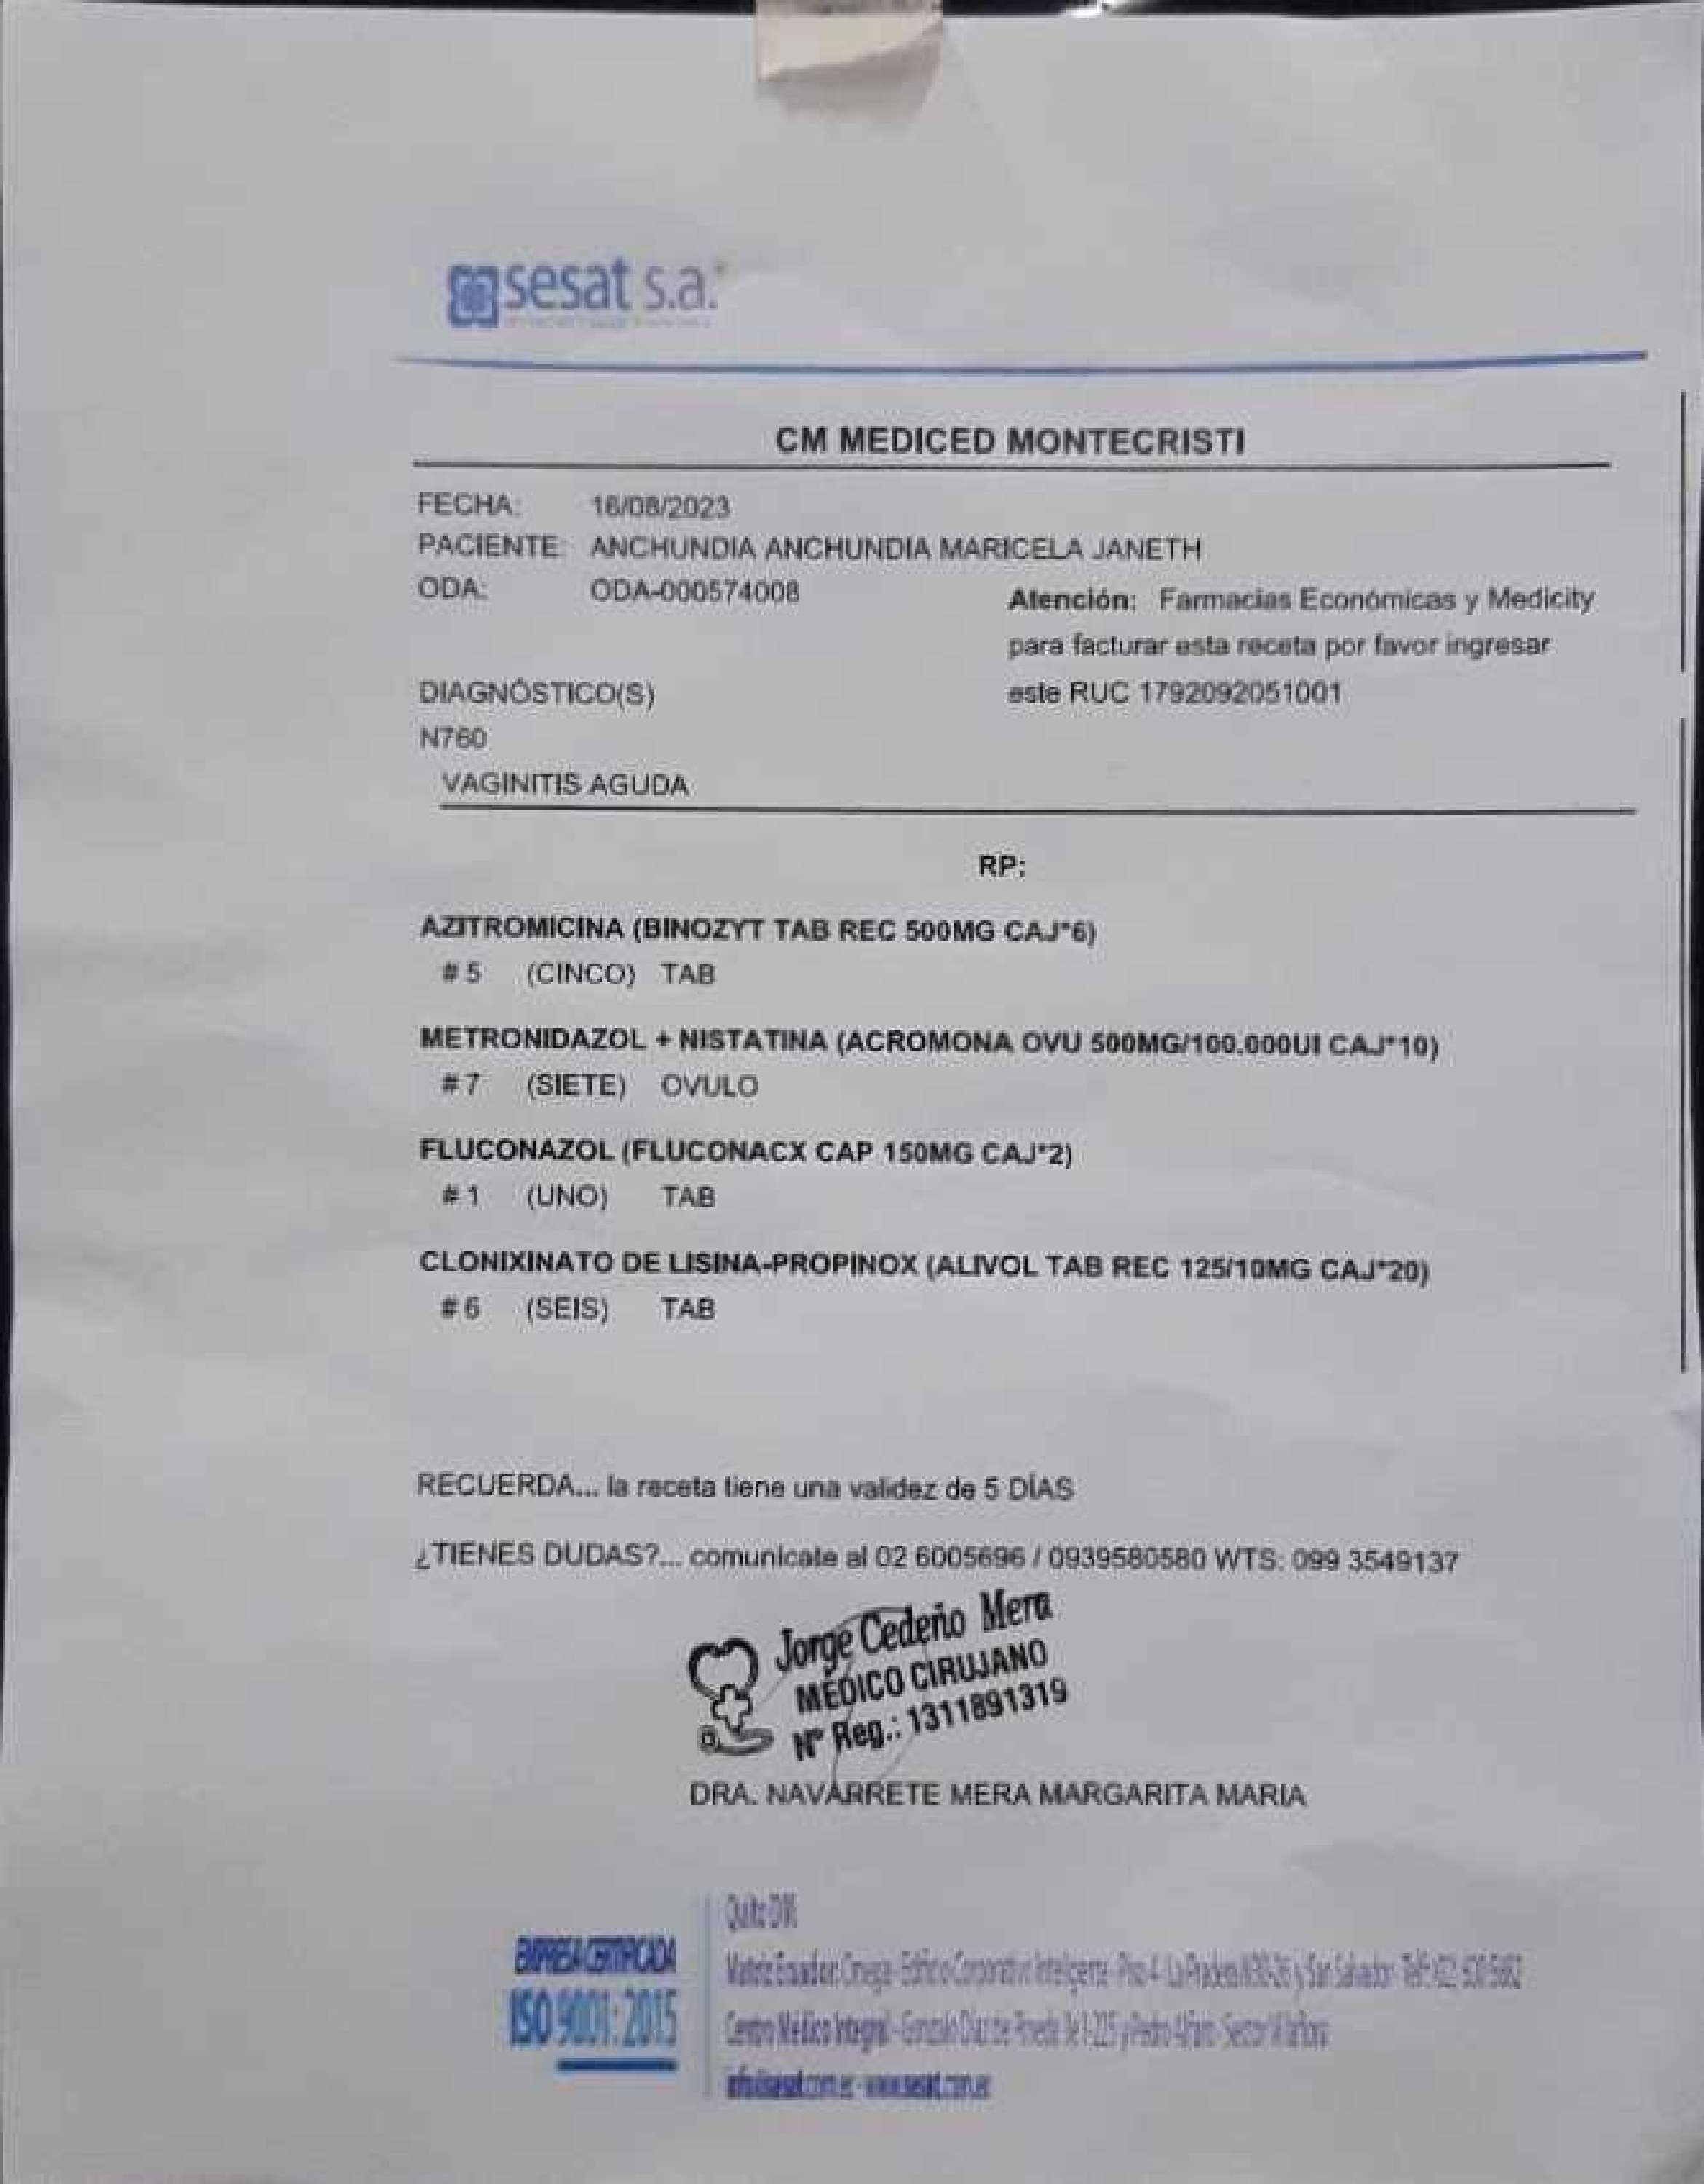 sesat s.a.
CM MEDICED MONTECRISTI
FECHA: 16/08/2023
PACIENTE: ANCHUNDIA ANCHUNDIA MARICELA JANETH
ODA: ODA-000574008
Atención: Farmacias Económicas y Medicity
para facturar esta receta por favor ingresar
este RUC 1792092051001
DIAGNÓSTICO(S)
N760
VAGINITIS AGUDA
RP:
AZITROMICINA (BINOZYT TAB REC 500MG CAJ*6)
# 5 (CINCO) TAB
METRONIDAZOL + NISTATINA (ACROMONA OVU 500MG/100.000UI CAJ*10)
# 7 (SIETE) OVULO
FLUCONAZOL (FLUCONACX CAP 150MG CAJ*2)
# 1 (UNO) TAB
CLONIXINATO DE LISINA-PROPINOX (ALIVOL TAB REC 125/10MG CAJ*20)
# 6 (SEIS) TAB
RECUERDA... la receta tiene una validez de 5 DÍAS
¿TIENES DUDAS?... comunícate al 02 6005696 / 0939580580 WTS: 099 3549137
Jorge Cedeño Mera
MÉDICO CIRUJANO
N° Reg.: 1311891319
DRA. NAVARRETE MERA MARGARITA MARIA
EMPRESA CERTIFICADA
ISO 9001:2015
Quito DM
Matriz Ecuador: Omega - Edificio Corporativo Inteligente - Piso 4 - La Pradera N30-26 y San Salvador
Centro Médico Integral - Gonzalo Díaz de Pineda y Pedro Alfaro - Sector
info@sesat.com.ec - www.sesat.com.ec